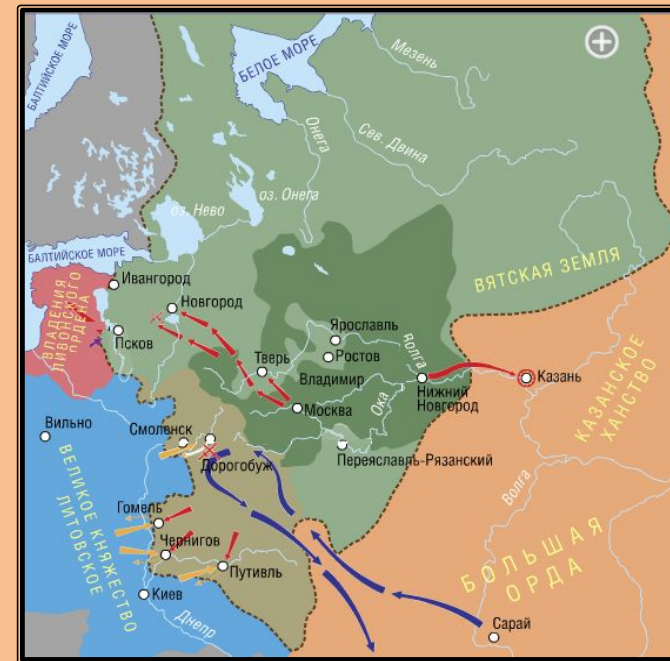 БАЛТИЙСКОЕ МОРЕ
БЕЛОЕ МОРЕ
Мезень
Онега
Сев. Двина
оз. Нево
оз. Онега
БАЛТИЙСКОЕ МОРЕ
Ивангород
Новгород
ВЯТСКАЯ ЗЕМЛЯ
ВЛАДЕНИЯ
ЛИВОНСКОГО
ОРДЕНА
Псков
Ярославль
Ростов
Волга
Тверь
Владимир
Ока
Нижний
Новгород
Казань
КАЗАНСКОЕ
ХАНСТВО
Москва
Вильно
Смоленск
Дорогобуж
Переяславль-Рязанский
ВЕЛИКОЕ КНЯЖЕСТВО
ЛИТОВСКОЕ
Волга
Гомель
Чернигов
Путивль
БОЛЬШАЯ
ОРДА
Киев
Днепр
Сарай